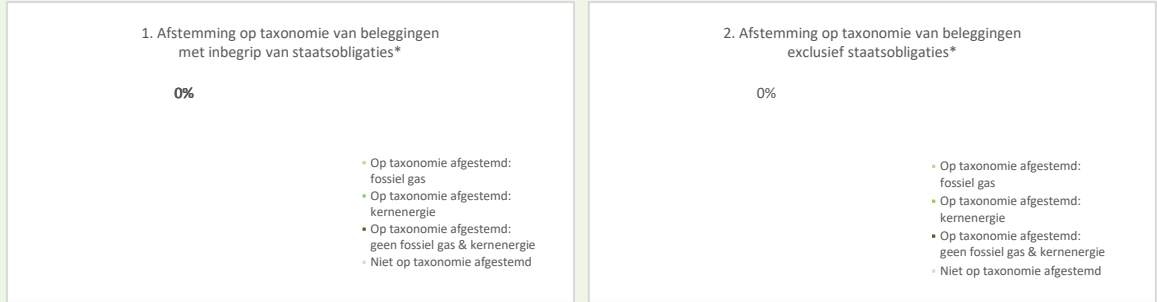 1. Afstemming op taxonomie van beleggingen
met inbegrip van staatsobligaties*
0%
Op taxonomie afgestemd:
fossiel gas
Op taxonomie afgestemd:
kernenergie
Op taxonomie afgestemd:
geen fossiel gas & kernenergie
Niet op taxonomie afgestemd
2. Afstemming op taxonomie van beleggingen
exclusief staatsobligaties*
0%
Op taxonomie afgestemd:
fossiel gas
Op taxonomie afgestemd:
kernenergie
Op taxonomie afgestemd:
geen fossiel gas & kernenergie
Niet op taxonomie afgestemd